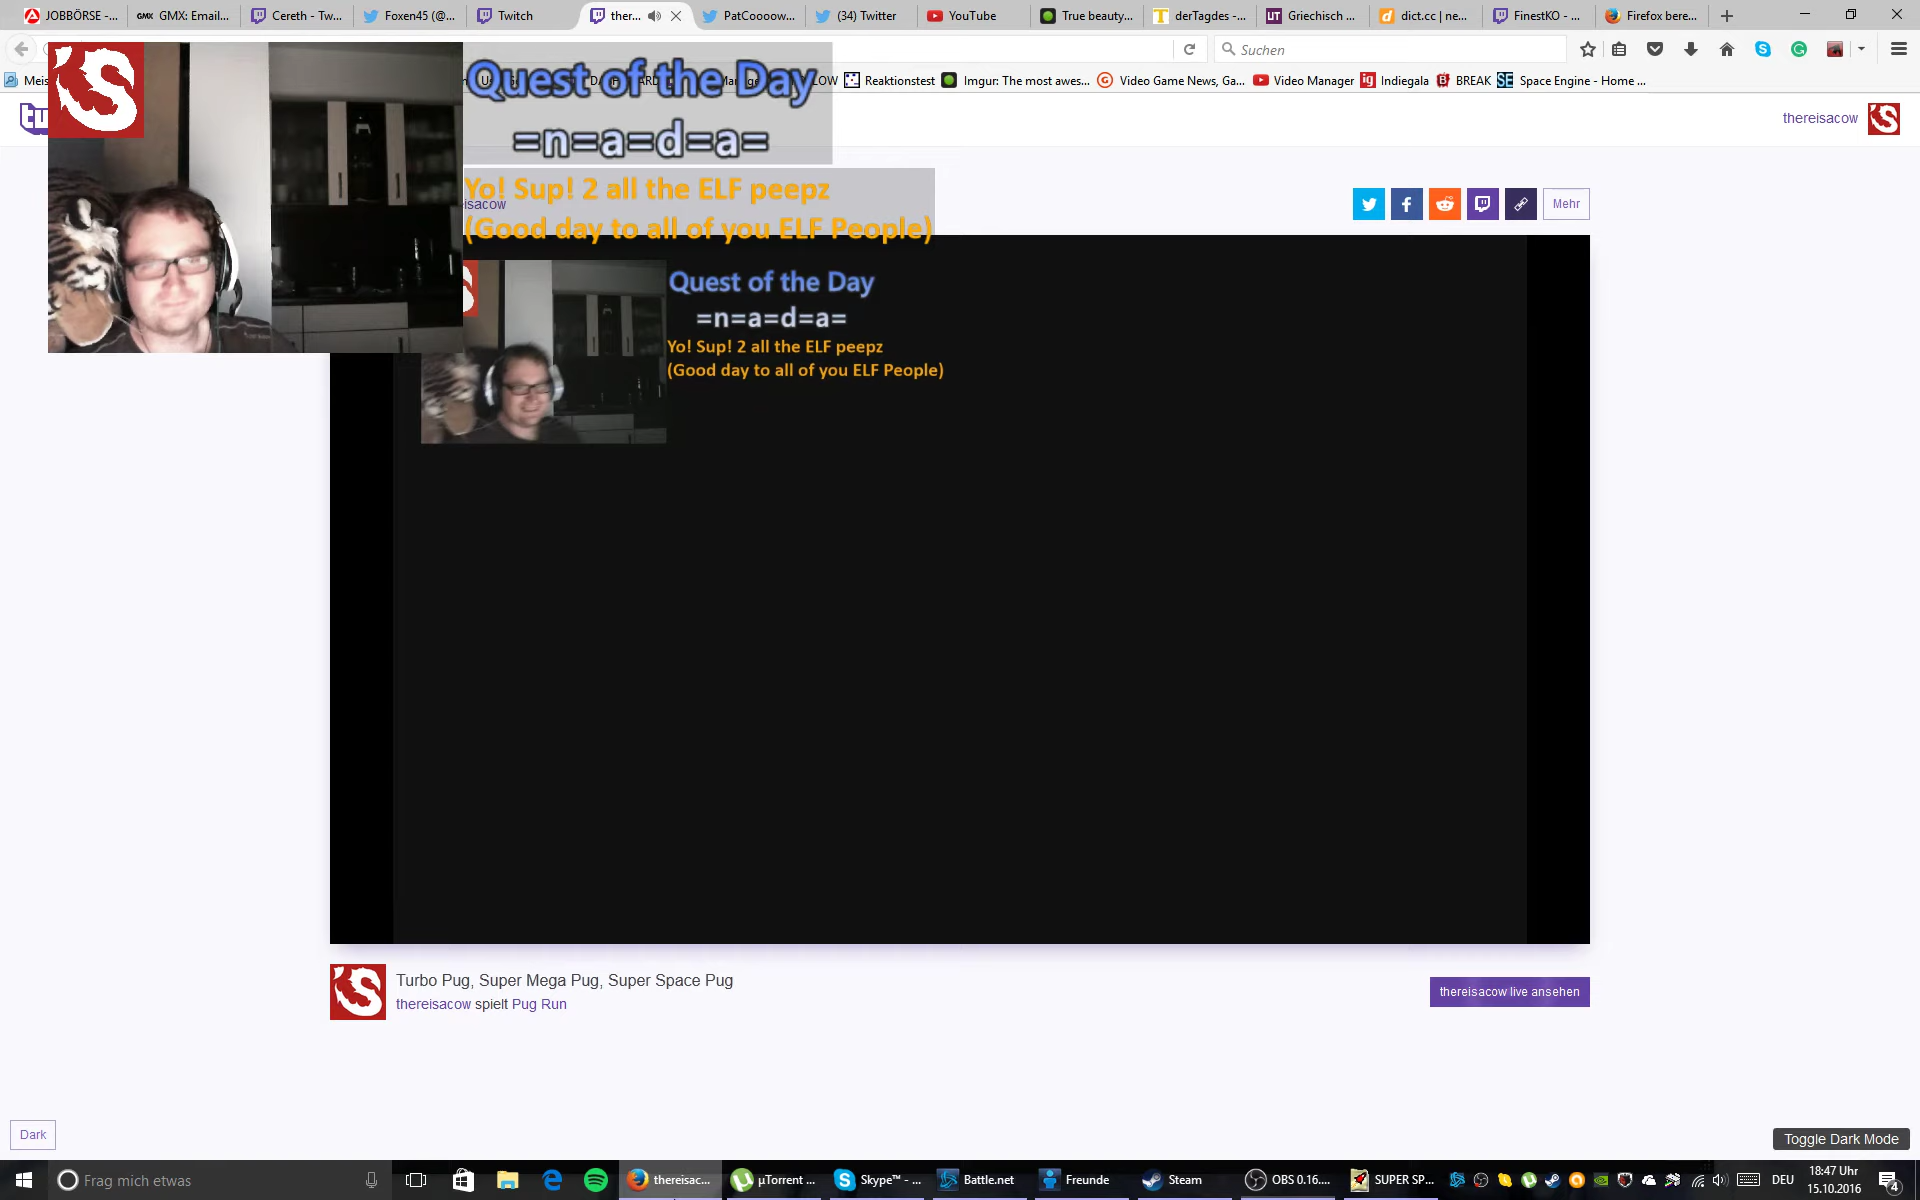 JOBBÖRSE -...
GMX: Email...
Cereth - Tw...
Foxen45 (@...
Twitch
ther...
PatCoooow...
(34) Twitter
YouTube
True beauty...
derTagdes -...
Griechisch ...
dict.cc | ne...
FinestKO - ...
Firefox bere...
Suchen
Meis
Reaktionstest
Imgur: The most awes...
Video Game News, Ga...
Video Manager
Indiegala
BREAK
Space Engine - Home ...
Quest of the Day
=n=a=d=a=
thereisacow
Yo! Sup! 2 all the ELF peepz
isacow
(Good day to all of you ELF People)
Mehr
Quest of the Day
=n=a=d=a=
Yo! Sup! 2 all the ELF peepz
(Good day to all of you ELF People)
Turbo Pug, Super Mega Pug, Super Space Pug
thereisacow spielt Pug Run
thereisacow live ansehen
Dark
Toggle Dark Mode
Frag mich etwas
thereisac...
µTorrent ...
Skype™ - ...
Battle.net
Freunde
Steam
OBS 0.16....
SUPER SP...
DEU
18:47 Uhr
15.10.2016
4